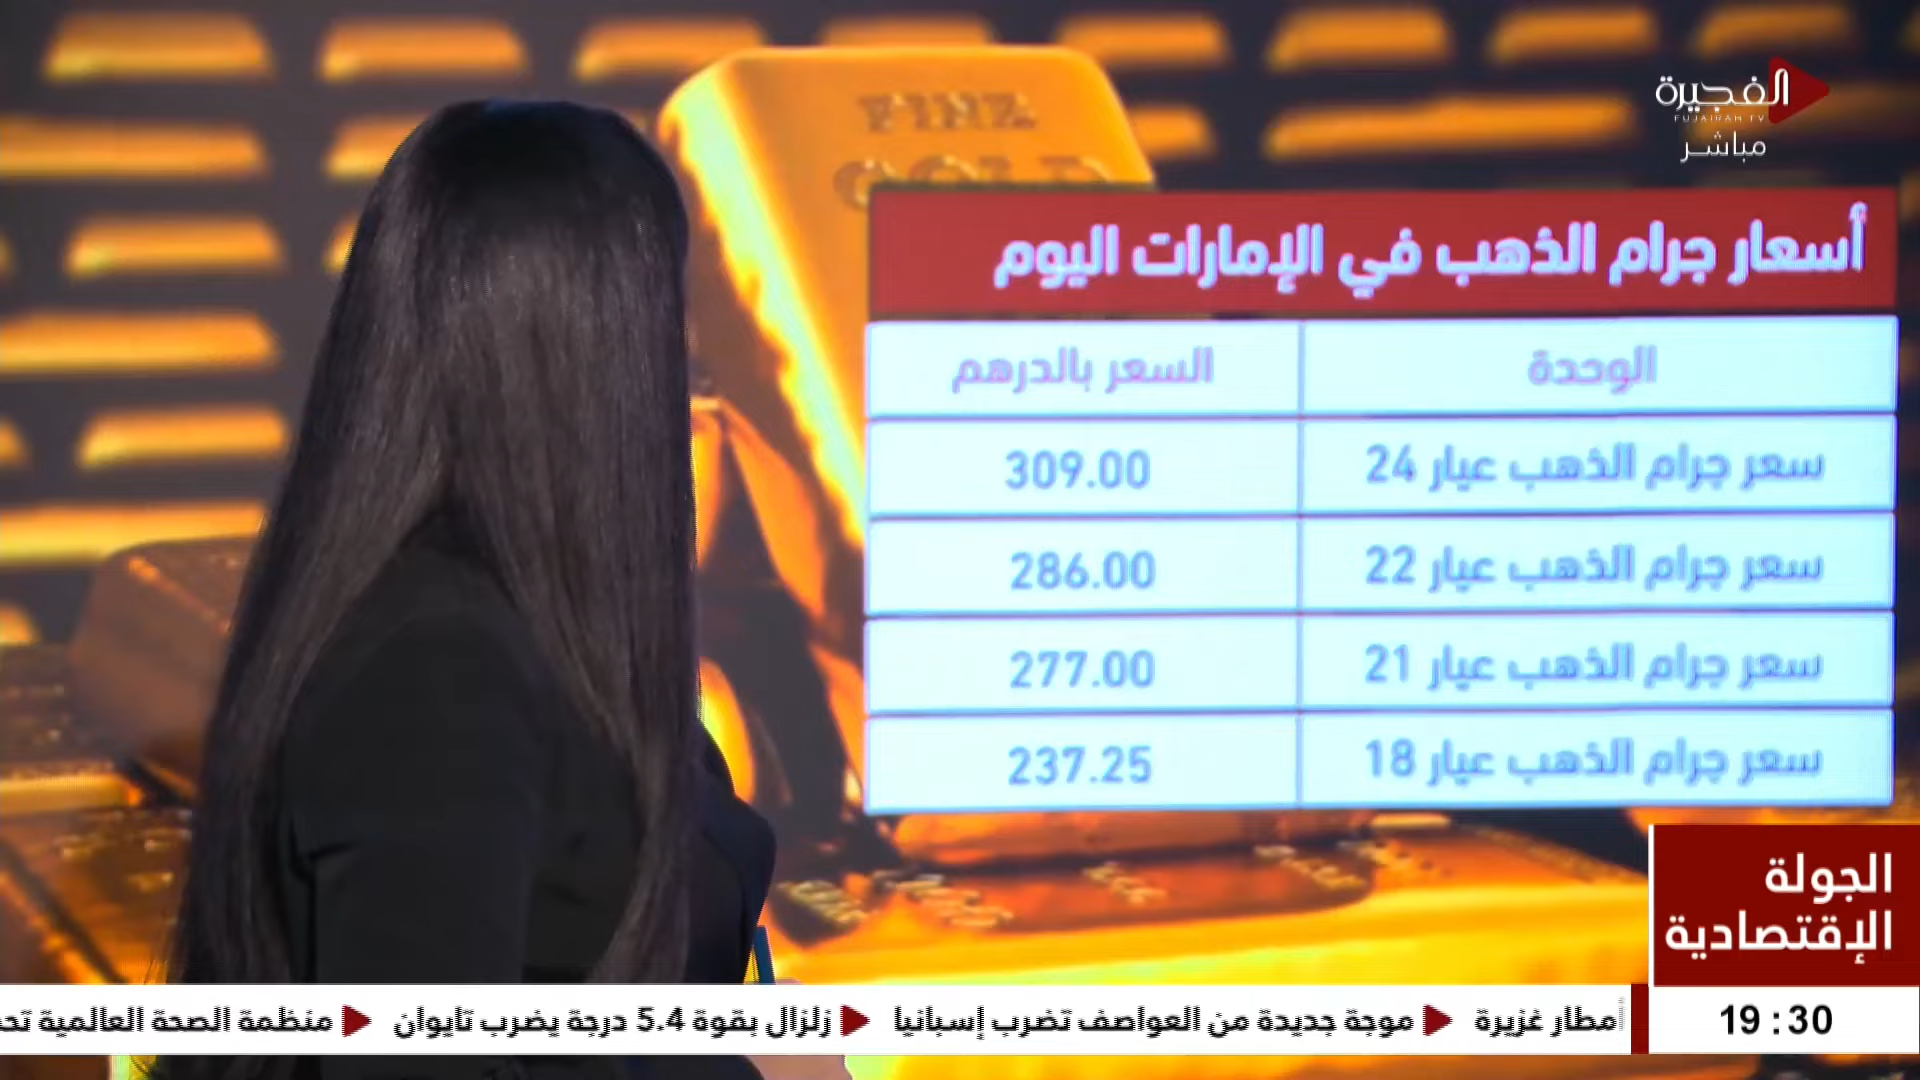 FINE
GOLD
الفجيرة
FUJAIRAH TV
مباشر
أسعار جرام الذهب في الإمارات اليوم
الوحدة السعر بالدرهم
سعر جرام الذهب عيار 24 309.00
سعر جرام الذهب عيار 22 286.00
سعر جرام الذهب عيار 21 277.00
سعر جرام الذهب عيار 18 237.25
الجولة
الإقتصادية
أمطار غزيرة موجة جديدة من العواصف تضرب إسبانيا زلزال بقوة 5.4 درجة يضرب تايوان منظمة الصحة العالمية
19:30